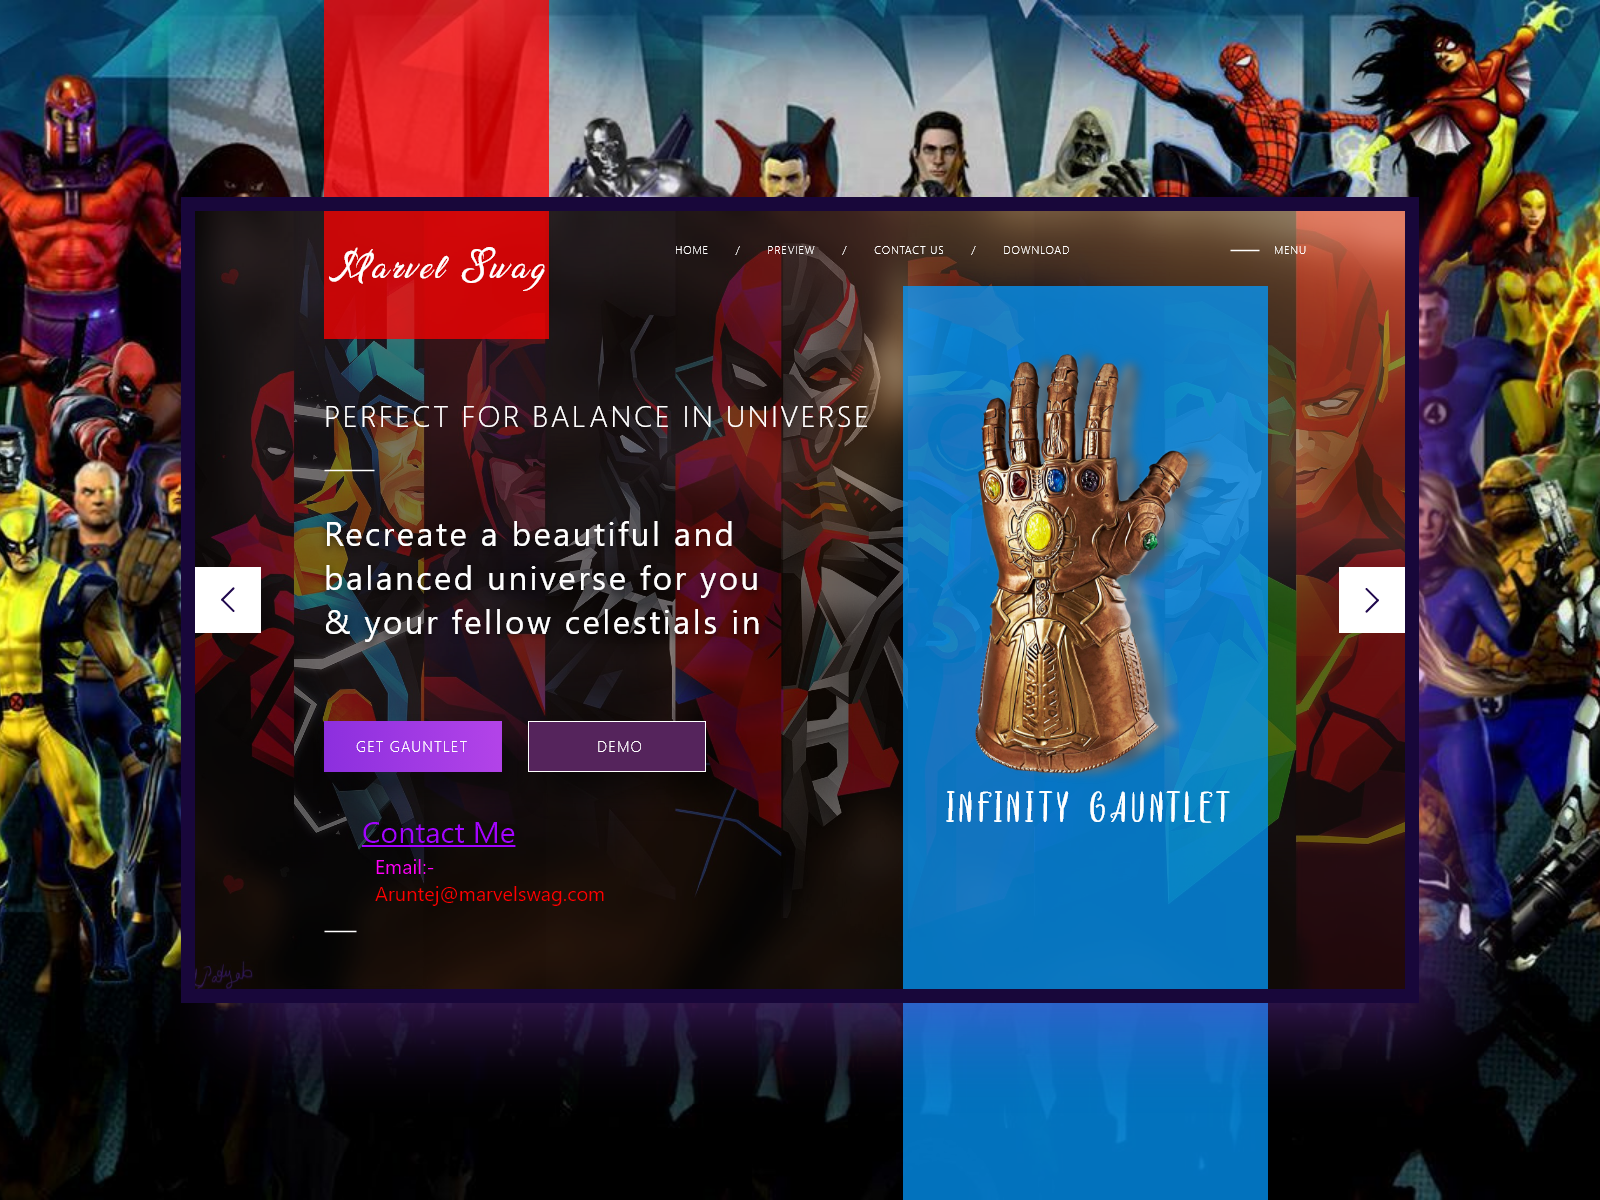 MARVEL
Marvel Swag
HOME / PREVIEW / CONTACT US / DOWNLOAD
MENU
PERFECT FOR BALANCE IN UNIVERSE
Recreate a beautiful and
balanced universe for you
& your fellow celestials in
GET GAUNTLET
DEMO
INFINITY GAUNTLET
Contact Me
Email:-
Aruntej@marvelswag.com